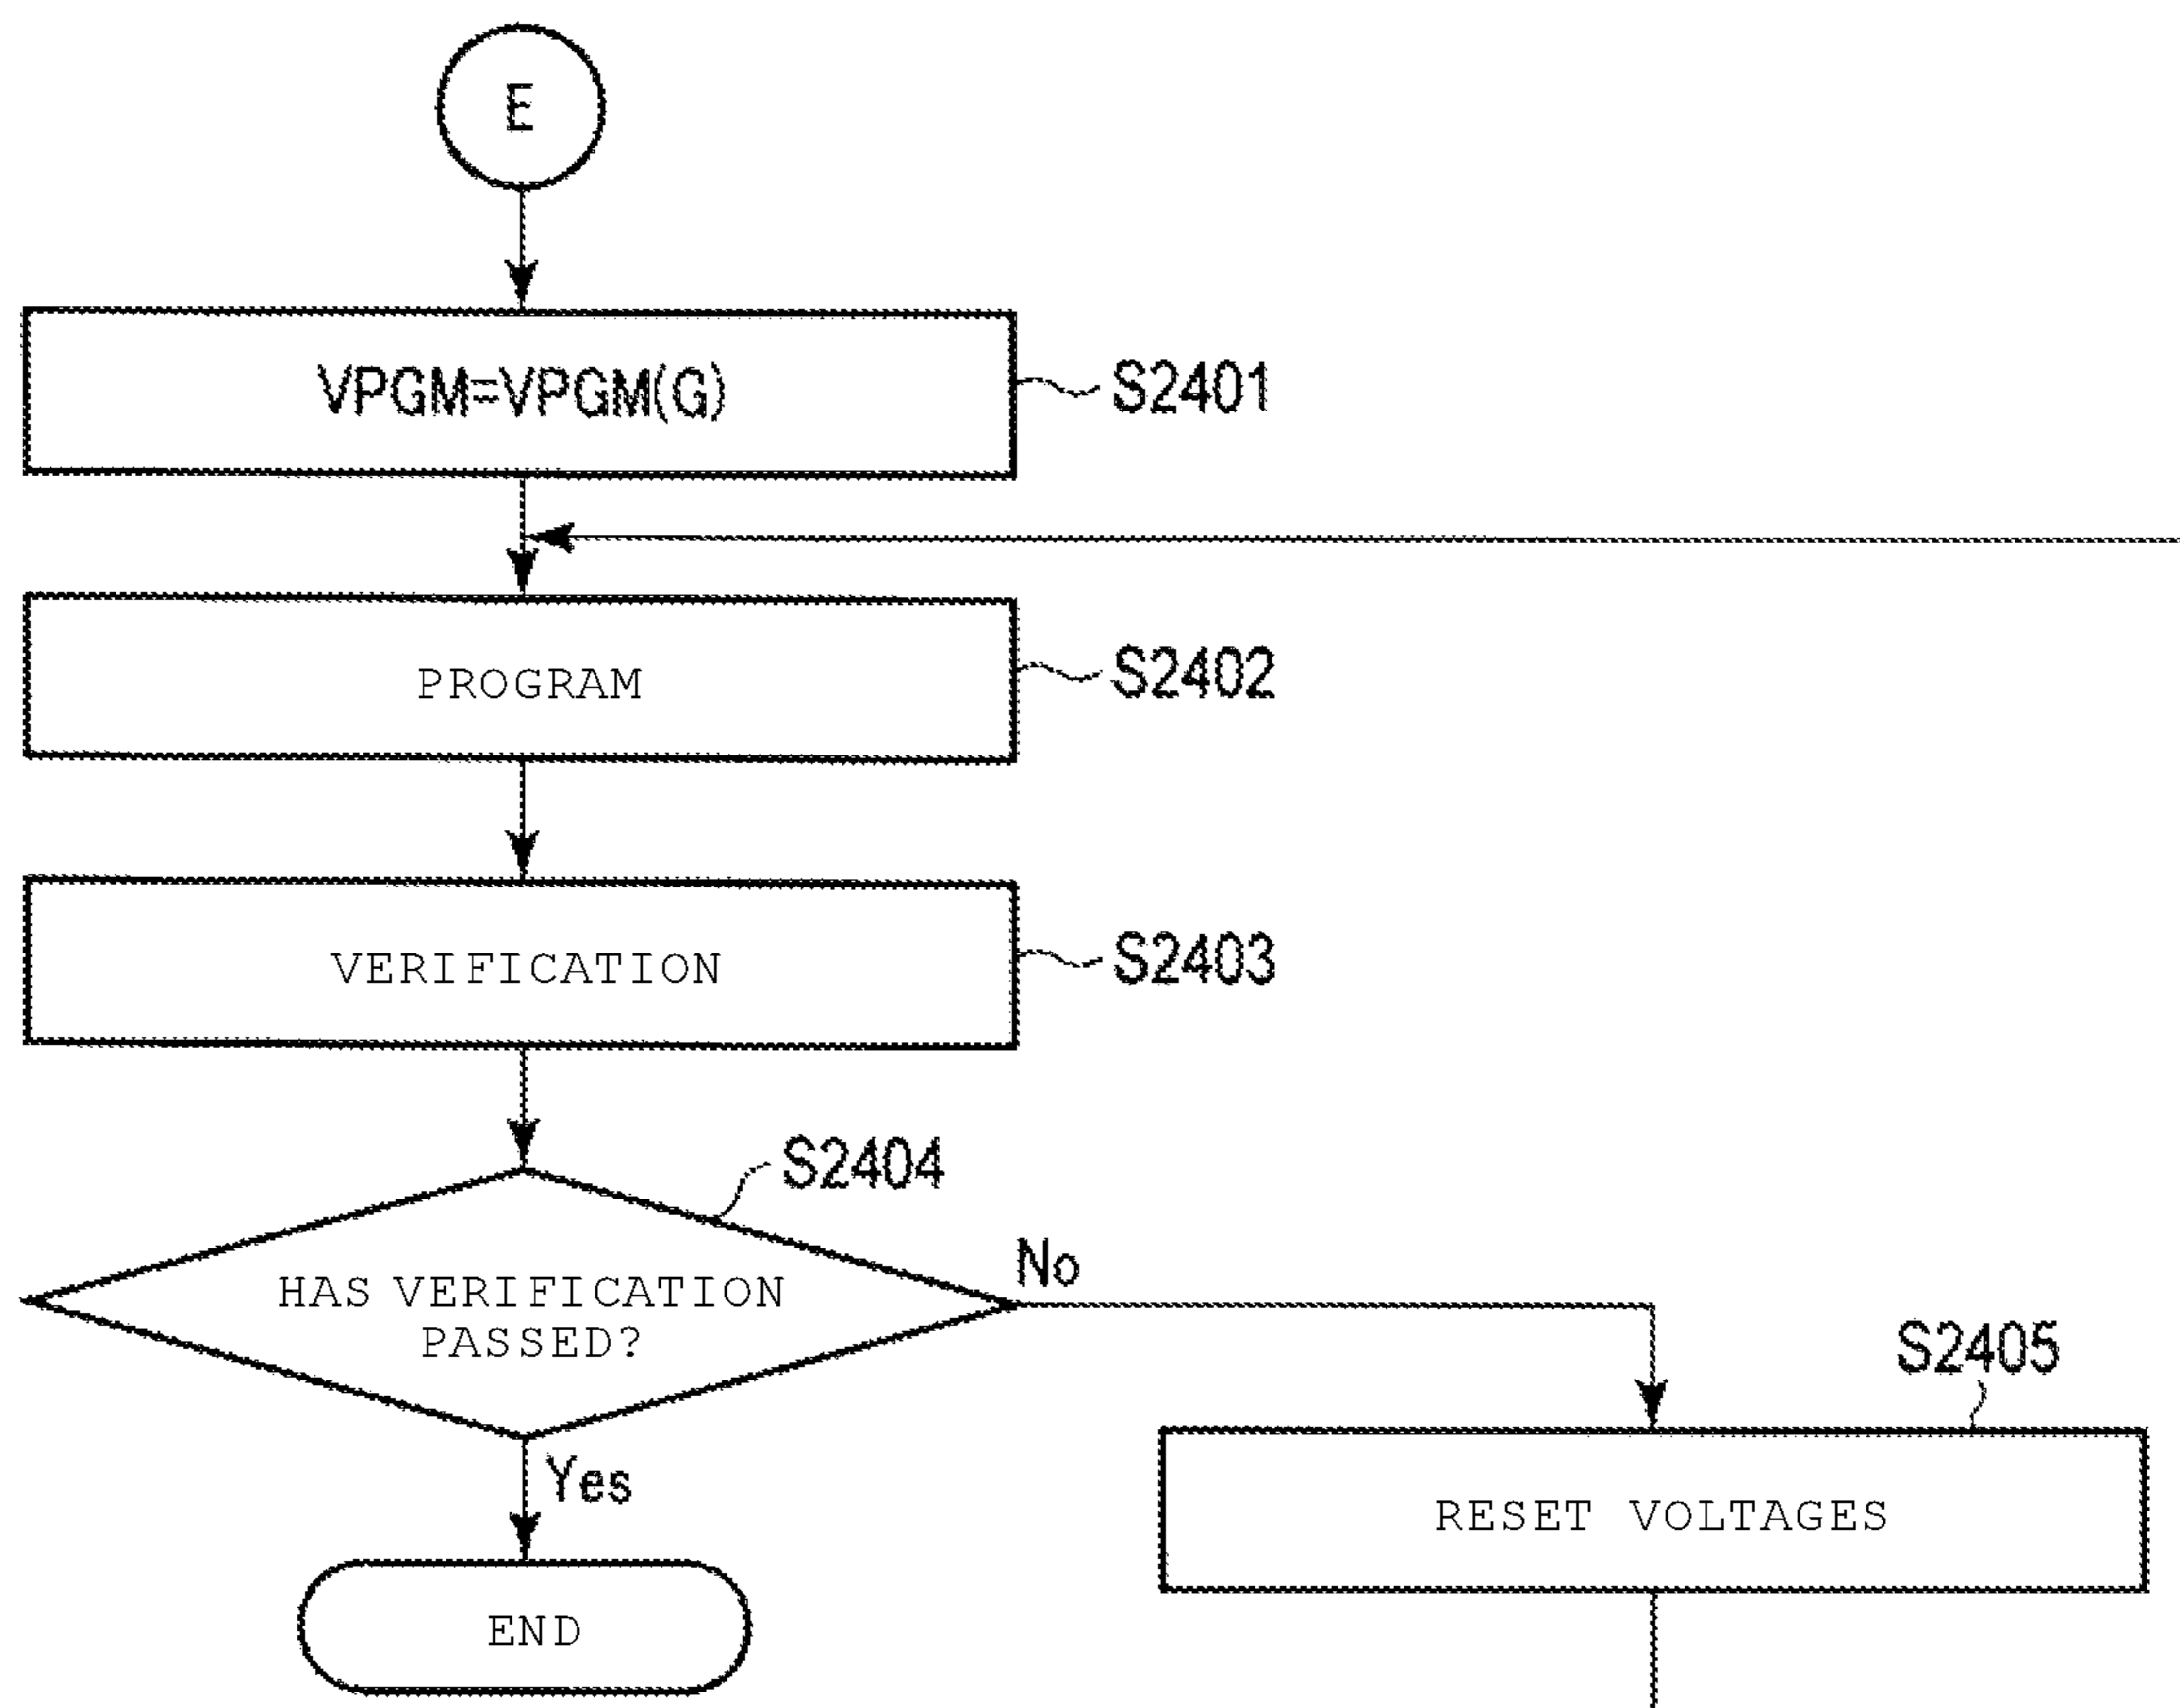 E
VPGM=VPGM(G)
S2401
PROGRAM
S2402
VERIFICATION
S2403
S2404
HAS VERIFICATION
PASSED?
No
Yes
S2405
RESET VOLTAGES
END